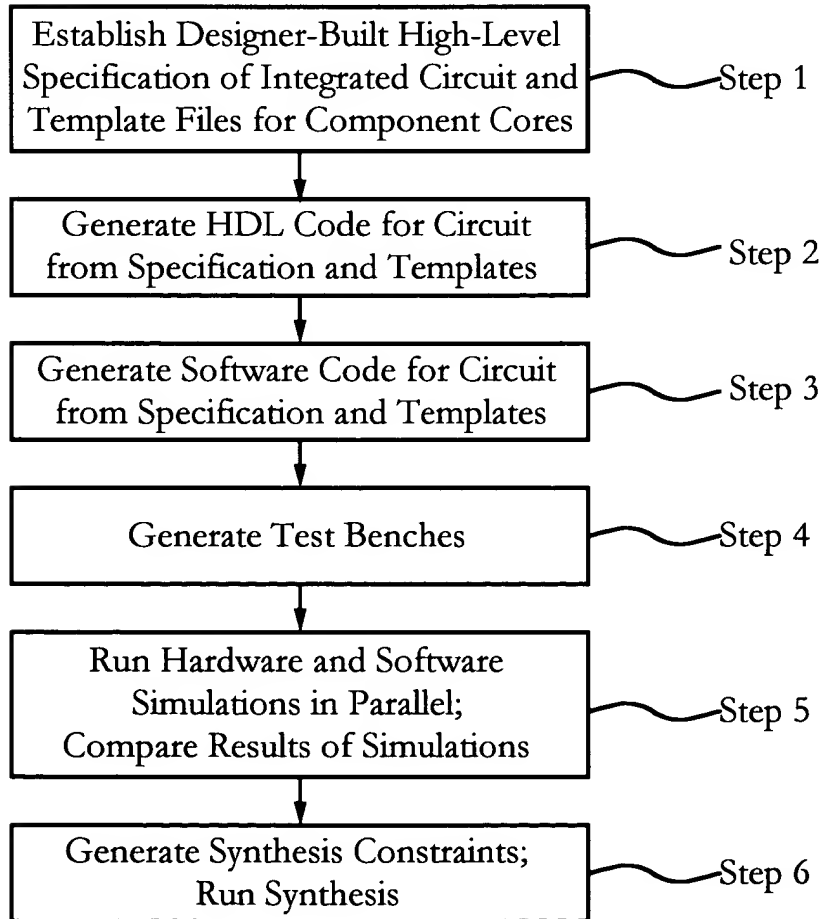 Establish Designer-Built High-Level
Specification of Integrated Circuit and
Template Files for Component Cores
Step 1
Generate HDL Code for Circuit
from Specification and Templates
Step 2
Generate Software Code for Circuit
from Specification and Templates
Step 3
Generate Test Benches
Step 4
Run Hardware and Software
Simulations in Parallel;
Compare Results of Simulations
Step 5
Generate Synthesis Constraints;
Run Synthesis
Step 6